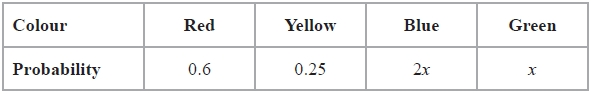 Colour Red Yellow Blue Green
Probability 0.6 0.25 2x x